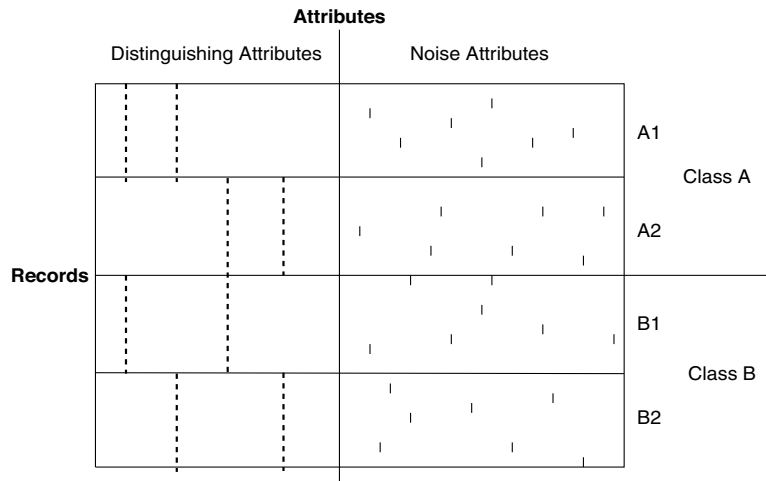 Attributes
Distinguishing Attributes
Noise Attributes
A1
Class A
A2
Records
B1
Class B
B2